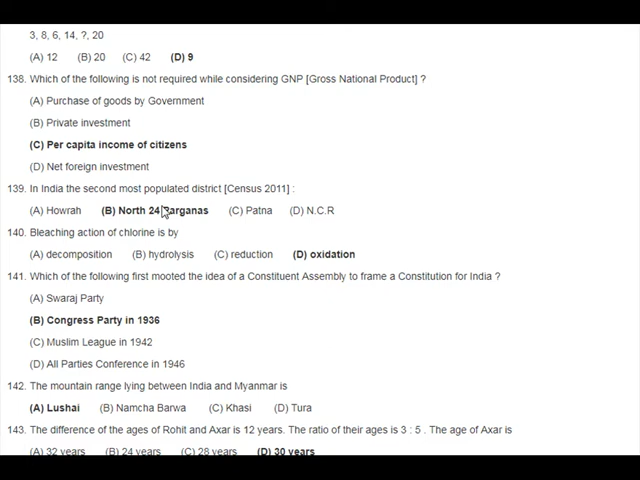 3, 8, 6, 14, ?, 20
(A) 12 (B) 20 (C) 42 (D) 9
138. Which of the following is not required while considering GNP [Gross National Product] ?
(A) Purchase of goods by Government
(B) Private investment
(C) Per capita income of citizens
(D) Net foreign investment
139. In India the second most populated district [Census 2011] :
(A) Howrah (B) North 24 Parganas (C) Patna (D) N.C.R
140. Bleaching action of chlorine is by
(A) decomposition (B) hydrolysis (C) reduction (D) oxidation
141. Which of the following first mooted the idea of a Constituent Assembly to frame a Constitution for India ?
(A) Swaraj Party
(B) Congress Party in 1936
(C) Muslim League in 1942
(D) All Parties Conference in 1946
142. The mountain range lying between India and Myanmar is
(A) Lushai (B) Namcha Barwa (C) Khasi (D) Tura
143. The difference of the ages of Rohit and Axar is 12 years. The ratio of their ages is 3 : 5 . The age of Axar is
(A) 32 years (B) 24 years (C) 28 years (D) 30 years